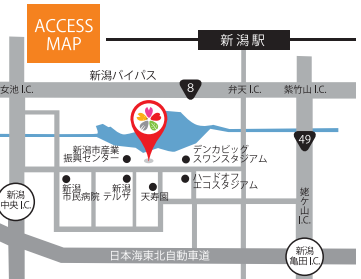 ACCESS
MAP
新潟駅
新潟バイパス
8
女池 I.C.
弁天 I.C.
紫竹山 I.C.
49
新潟市産業
振興センター
デンカビッグ
スワンスタジアム
新潟
市民病院
新潟
テルサ
天寿園
ハードオフ
エコスタジアム
新潟
中央 I.C.
姥ケ山 I.C.
日本海東北自動車道
新潟
亀田 I.C.